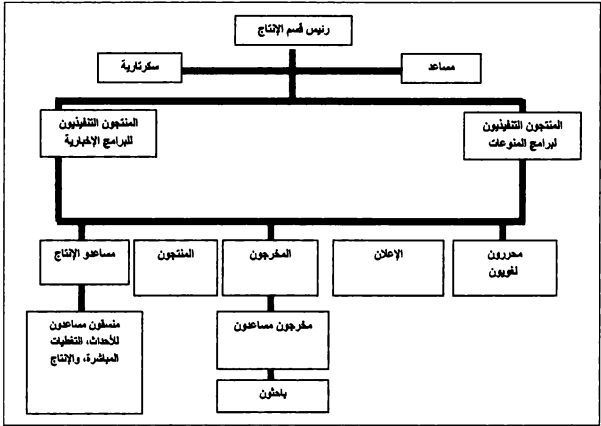 رئيس قسم الإنتاج
مساعد
سكرتارية
المنتجون التنفيذيون
لبرامج المنوعات
المنتجون التنفيذيون
للبرامج الإخبارية
محررون
لغويون
الإعلان
المخرجون
المنتجون
مساعدو الإنتاج
مخرجون مساعدون
منسقون مساعدون
للأحداث، التغطيات
المباشرة، والإنتاج
باحثون